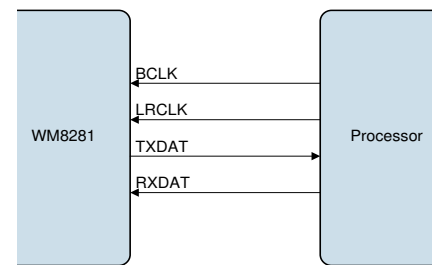 BCLK
LRCLK
WM8281
Processor
TXDAT
RXDAT